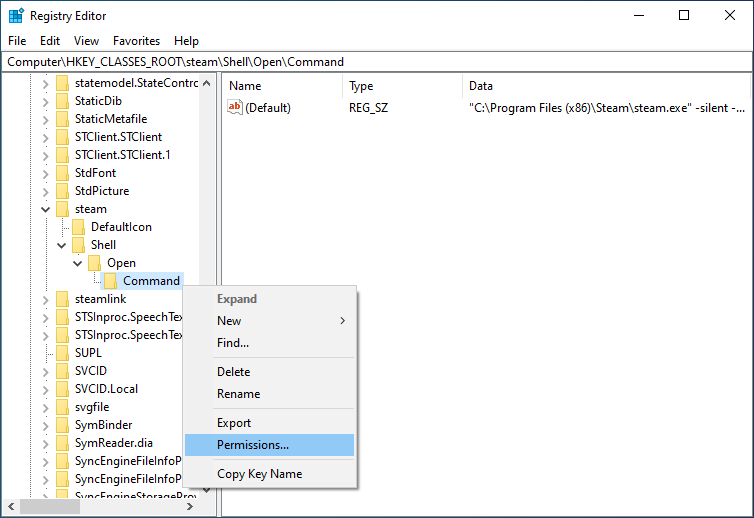 Registry Editor
File Edit View Favorites Help
Computer\HKEY_CLASSES_ROOT\steam\Shell\Open\Command
statemodel.StateContro
StaticDib
StaticMetafile
STClient.STClient
STClient.STClient.1
StdFont
StdPicture
steam
DefaultIcon
Shell
Open
Command
steamlink
STSInproc.SpeechTex
STSInproc.SpeechTex
SUPL
SVCID
SVCID.Local
svgfile
SymBinder
SymReader.dia
SyncEngineFileInfoP
SyncEngineFileInfoP
SyncEngineStorageProv
Name Type Data
ab (Default) REG_SZ "C:\Program Files (x86)\Steam\steam.exe" -silent -...
Expand
New
Find...
Delete
Rename
Export
Permissions...
Copy Key Name